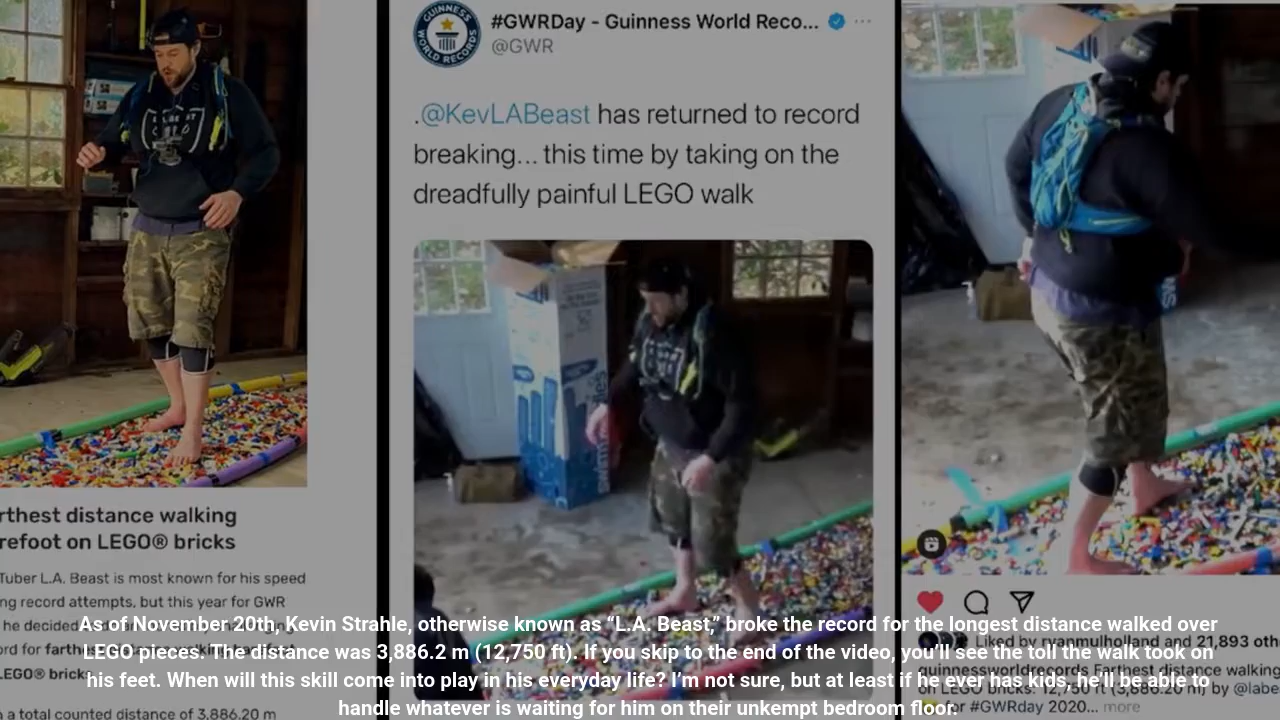 GUINNESS WORLD RECORDS
#GWRDay - Guinness World Reco...
@GWR
.@KevLABeast has returned to record
breaking... this time by taking on the
dreadfully painful LEGO walk
rthest distance walking
refoot on LEGO® bricks
Tuber L.A. Beast is most known for his speed
ng record attempts, but this year for GWR
he decided
rd for farthes
LEGO® brick
n a total counted distance of 3,886.20 m
Liked by ryanmulholland and 21,893 oth
guinnessworldrecords Farthest distance walking
on LEGO bricks: 12,750 ft (3,886.20 m) by @labe
for #GWRDay 2020... more
As of November 20th, Kevin Strahle, otherwise known as “L.A. Beast,” broke the record for the longest distance walked over
LEGO pieces. The distance was 3,886.2 m (12,750 ft). If you skip to the end of the video, you’ll see the toll the walk took on
his feet. When will this skill come into play in his everyday life? I’m not sure, but at least if he ever has kids, he’ll be able to
handle whatever is waiting for him on their unkempt bedroom floor.